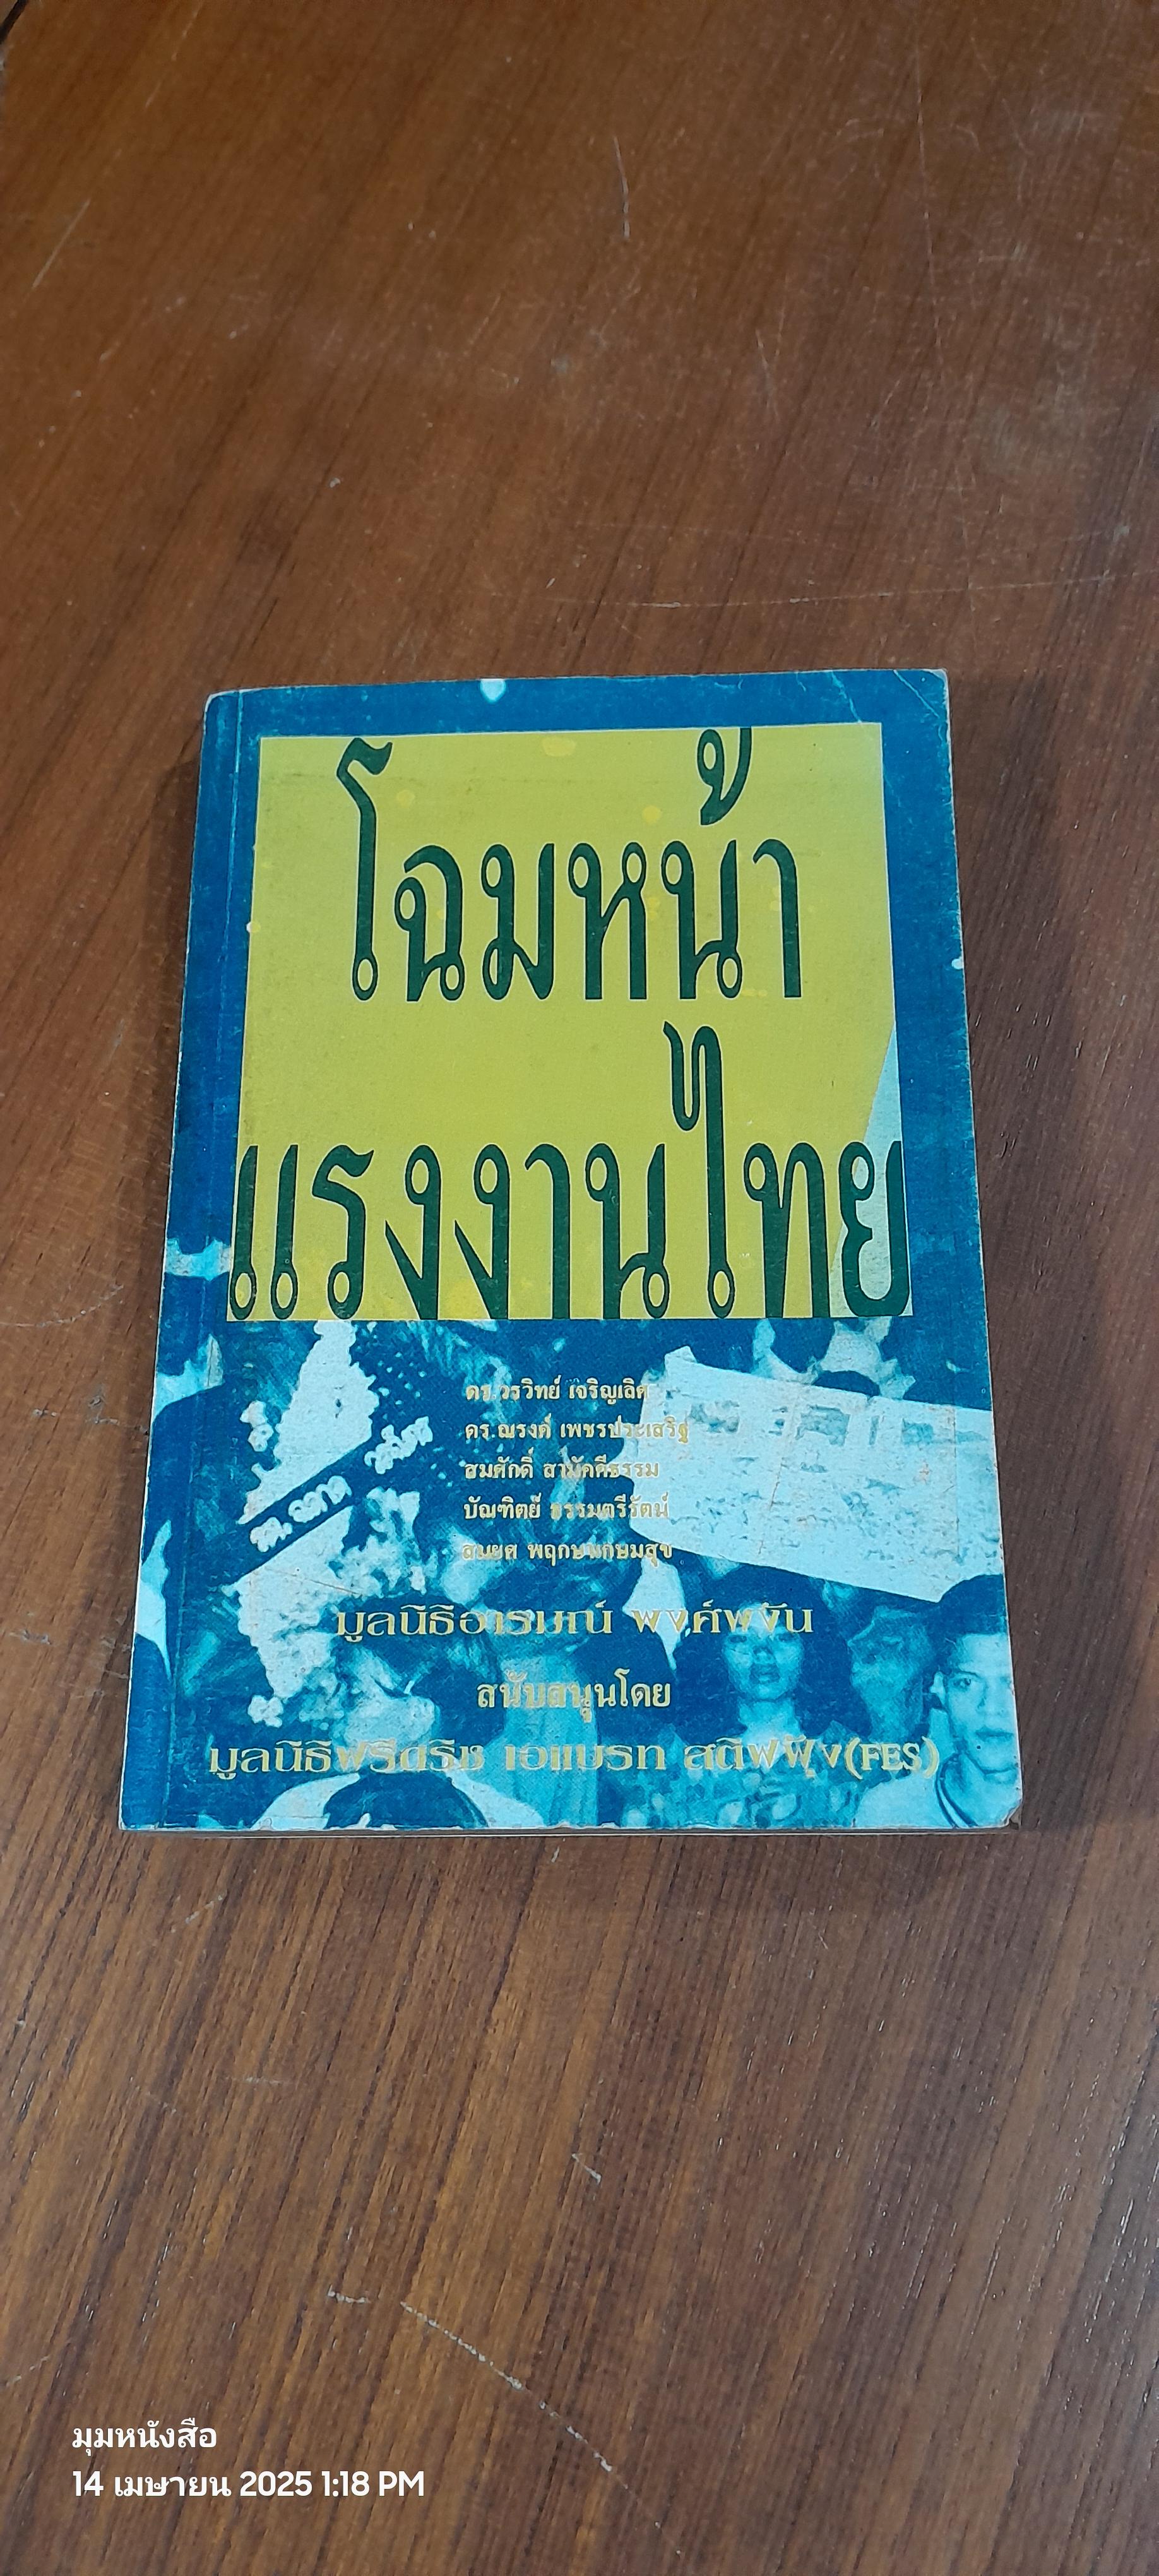 โฉมหน้า
แรงงานไทย
ดร.วรวิทย์ เจริญเลิศ
ดร.ณรงค์ เพชรประเสริฐ
สมศักดิ์ สามัคคีธรรม
บัณฑิตย์ ธรรมตรีรัตน์
สมยศ พฤกษาเกษมสุข
มูลนิธิอารมณ์ พงศ์พงัน
สนับสนุนโดย
มูลนิธิฟรีดริช เอแบรท สติฟฟุง(FES)
มุมหนังสือ
14 เมษายน 2025 1:18 PM